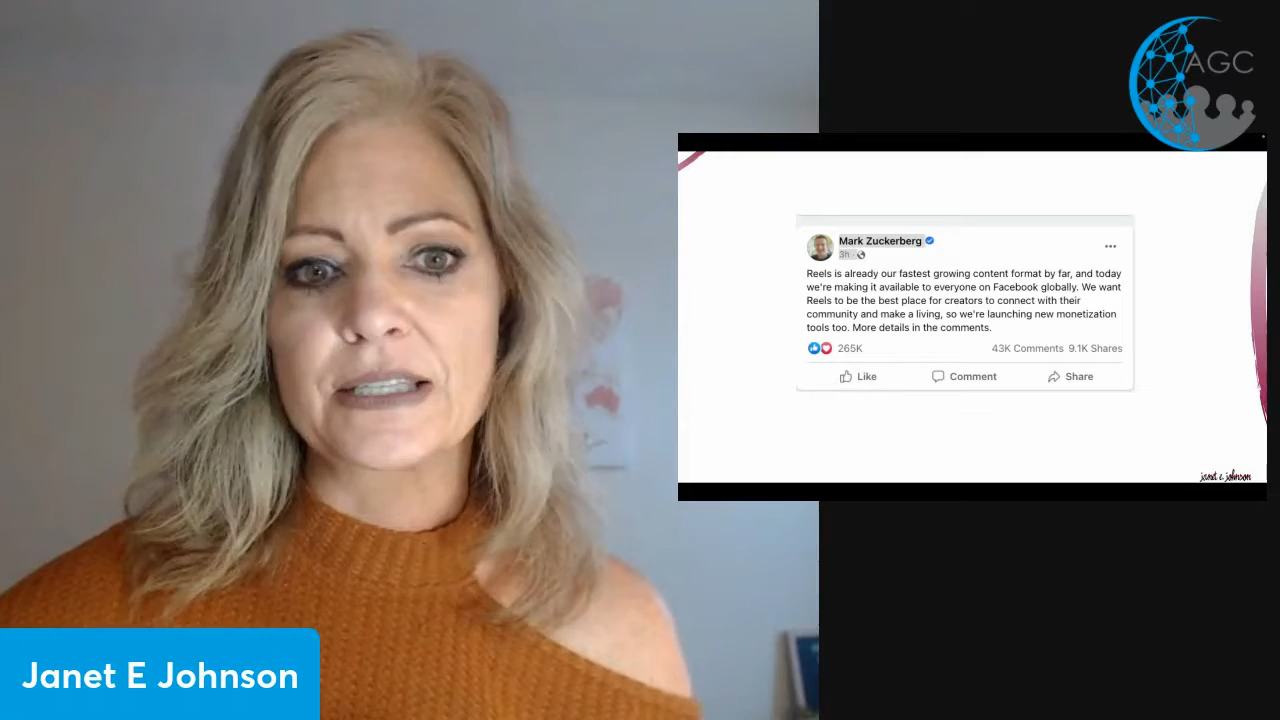 AGC
Mark Zuckerberg
3h
Reels is already our fastest growing content format by far, and today
we're making it available to everyone on Facebook globally. We want
Reels to be the best place for creators to connect with their
community and make a living, so we're launching new monetization
tools too. More details in the comments.
265K 43K Comments 9.1K Shares
Like Comment Share
janet e. johnson
Janet E Johnson